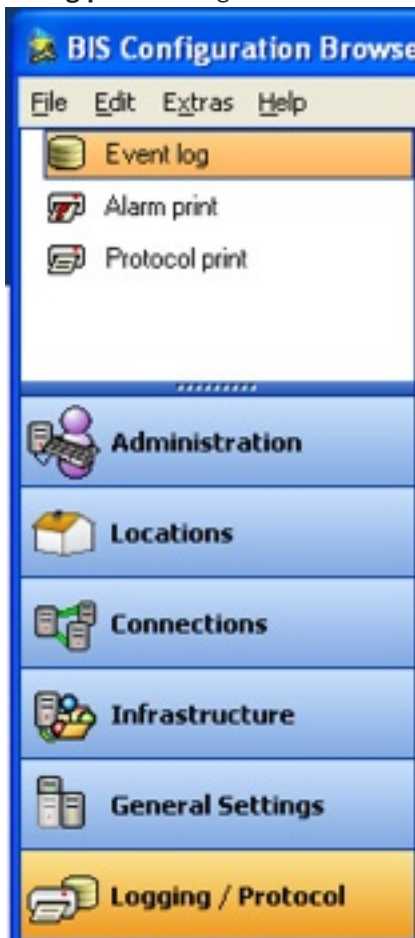 BIS Configuration Browse
File Edit Extras Help
Event log
Alarm print
Protocol print
Administration
Locations
Connections
Infrastructure
General Settings
Logging / Protocol